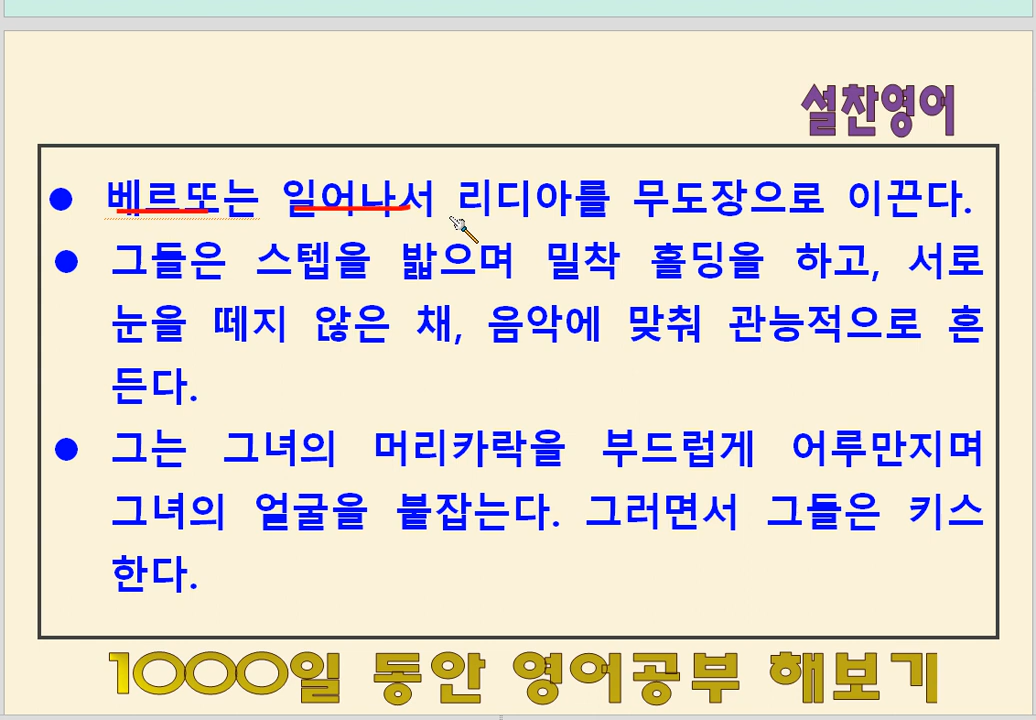 설찬영어
● 베르또는 일어나서 리디아를 무도장으로 이끈다.
● 그들은 스텝을 밟으며 밀착 홀딩을 하고, 서로
눈을 떼지 않은 채, 음악에 맞춰 관능적으로 흔
든다.
● 그는 그녀의 머리카락을 부드럽게 어루만지며
그녀의 얼굴을 붙잡는다. 그러면서 그들은 키스
한다.
1000일 동안 영어공부 해보기